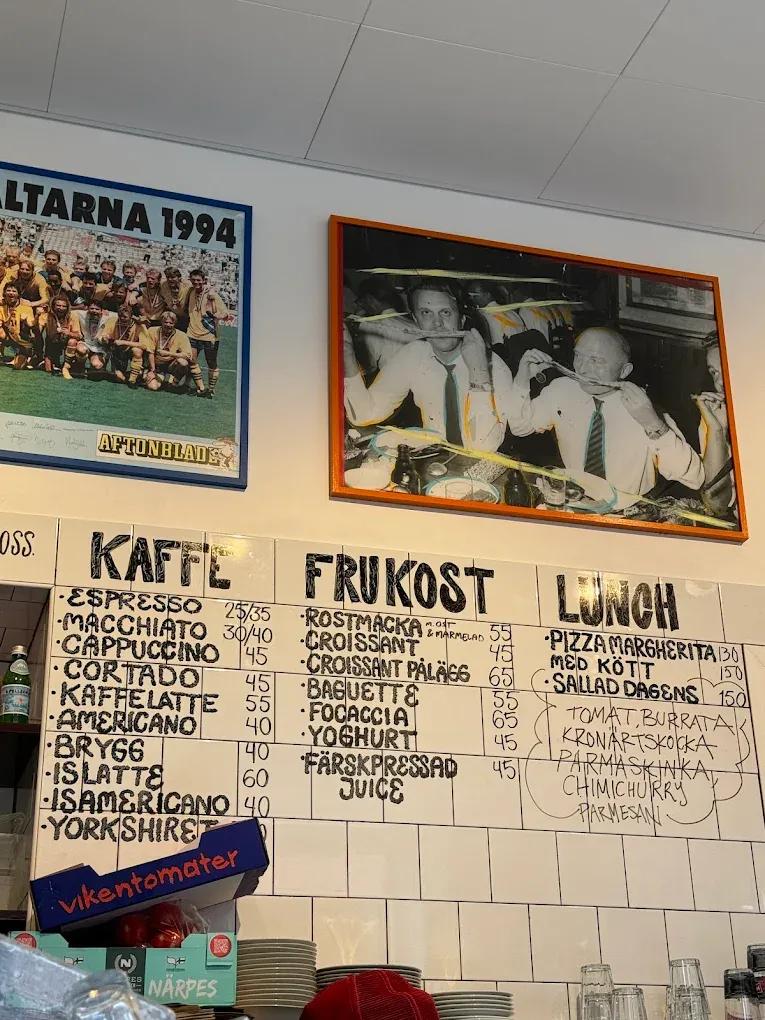 ALTARNA 1994
AFTONBLADE
OSS.
KAFFE
·ESPRESSO 25/35
·MACCHIATO 30/40
·CAPPUCCINO 45
·CORTADO 45
·KAFFELATTE 55
·AMERICANO 40
·BRYGG 40
·ISLATTE 60
·ISAMERICANO 40
·YORKSHIRET
FRUKOST
·ROSTMACKA M. OST & MARMELAD 55
·CROISSANT 45
·CROISSANT PÅLÄGG 65
·BAGUETTE 55
·FOCACCIA 65
·YOGHURT 45
·FÄRSKPRESSAD 45
JUICE
LUNCH
·PIZZA MARGHERITA 130
MED KÖTT 150
·SALLAD DAGENS 150
TOMAT, BURRATA
KRONÄRTSKOCKA
PARMASKINKA,
CHIMICHURRY
PARMESAN
vikentomater
N
NÄRPES